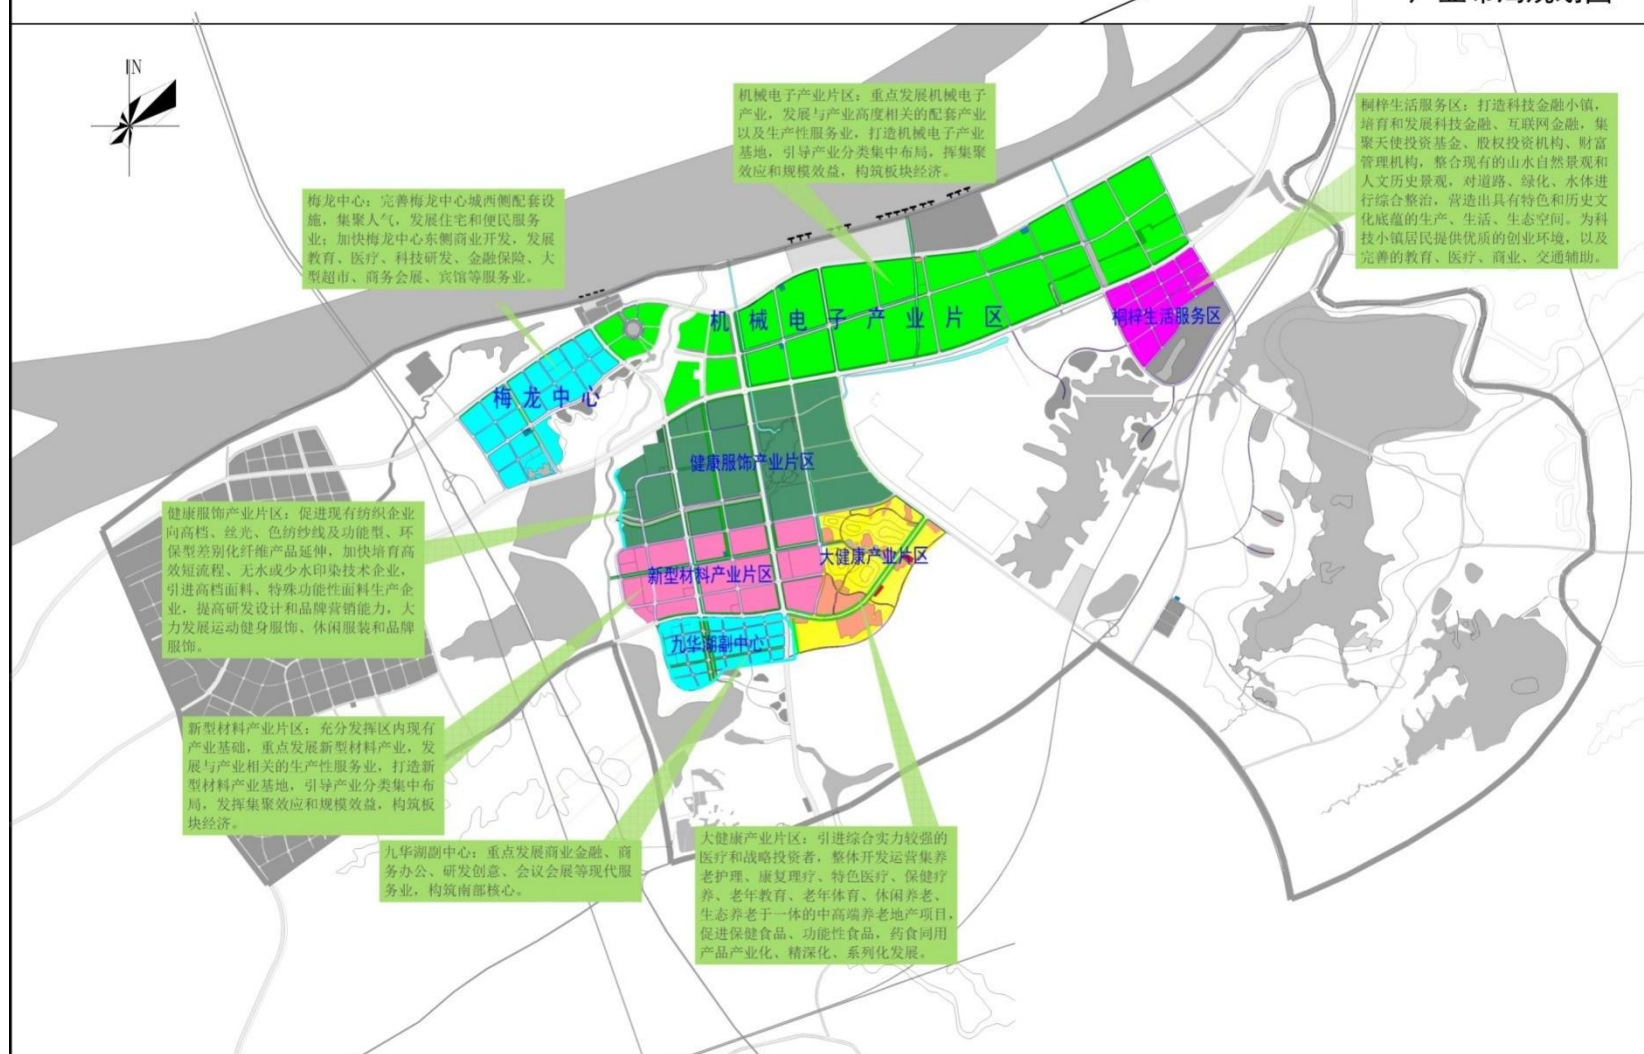 N
机械电子产业片区：重点发展机械电子
产业，发展与产业高度相关的配套产业
以及生产性服务业，打造机械电子产业
基地，引导产业分类集中布局，挥集聚
效应和规模效益，构筑板块经济。
桐梓生活服务区：打造科技金融小镇，
培育和发展科技金融、互联网金融，集
聚天使投资基金、股权投资机构、财富
管理机构，整合现有的山水自然景观和
人文历史景观，对道路、绿化、水体进
行综合整治，营造出具有特色和历史文
化底蕴的生产、生活、生态空间。为科
技小镇居民提供优质的创业环境，以及
完善的教育、医疗、商业、交通辅助。
梅龙中心：完善梅龙中心城西侧配套设
施，集聚人气，发展住宅和便民服务
业；加快梅龙中心东侧商业开发，发展
教育、医疗、科技研发、金融保险、大
型超市、商务会展、宾馆等服务业。
机械电子产业片区
桐梓生活服务区
梅龙中心
健康服饰产业片区
健康服饰产业片区：促进现有纺织企业
向高档、丝光、色纺纱线及功能型、环
保型差别化纤维产品延伸，加快培育高
效短流程、无水或少水印染技术企业，
引进高档面料、特殊功能性面料生产企
业，提高研发设计和品牌营销能力，大
力发展运动健身服饰、休闲服装和品牌
服饰。
大健康产业片区
新型材料产业片区
九华湖副中心
新型材料产业片区：充分发挥区内现有
产业基础，重点发展新型材料产业，发
展与产业相关的生产性服务业，打造新
型材料产业基地，引导产业分类集中布
局，发挥集聚效应和规模效益，构筑板
块经济。
九华湖副中心：重点发展商业金融、商
务办公、研发创意、会议会展等现代服
务业，构筑南部核心。
大健康产业片区：引进综合实力较强的
医疗和战略投资者，整体开发运营集养
老护理、康复理疗、特色医疗、保健疗
养、老年教育、老年体育、休闲养老、
生态养老于一体的中高端养老地产项目，
促进保健食品、功能性食品，药食同用
产品产业化、精深化、系列化发展。